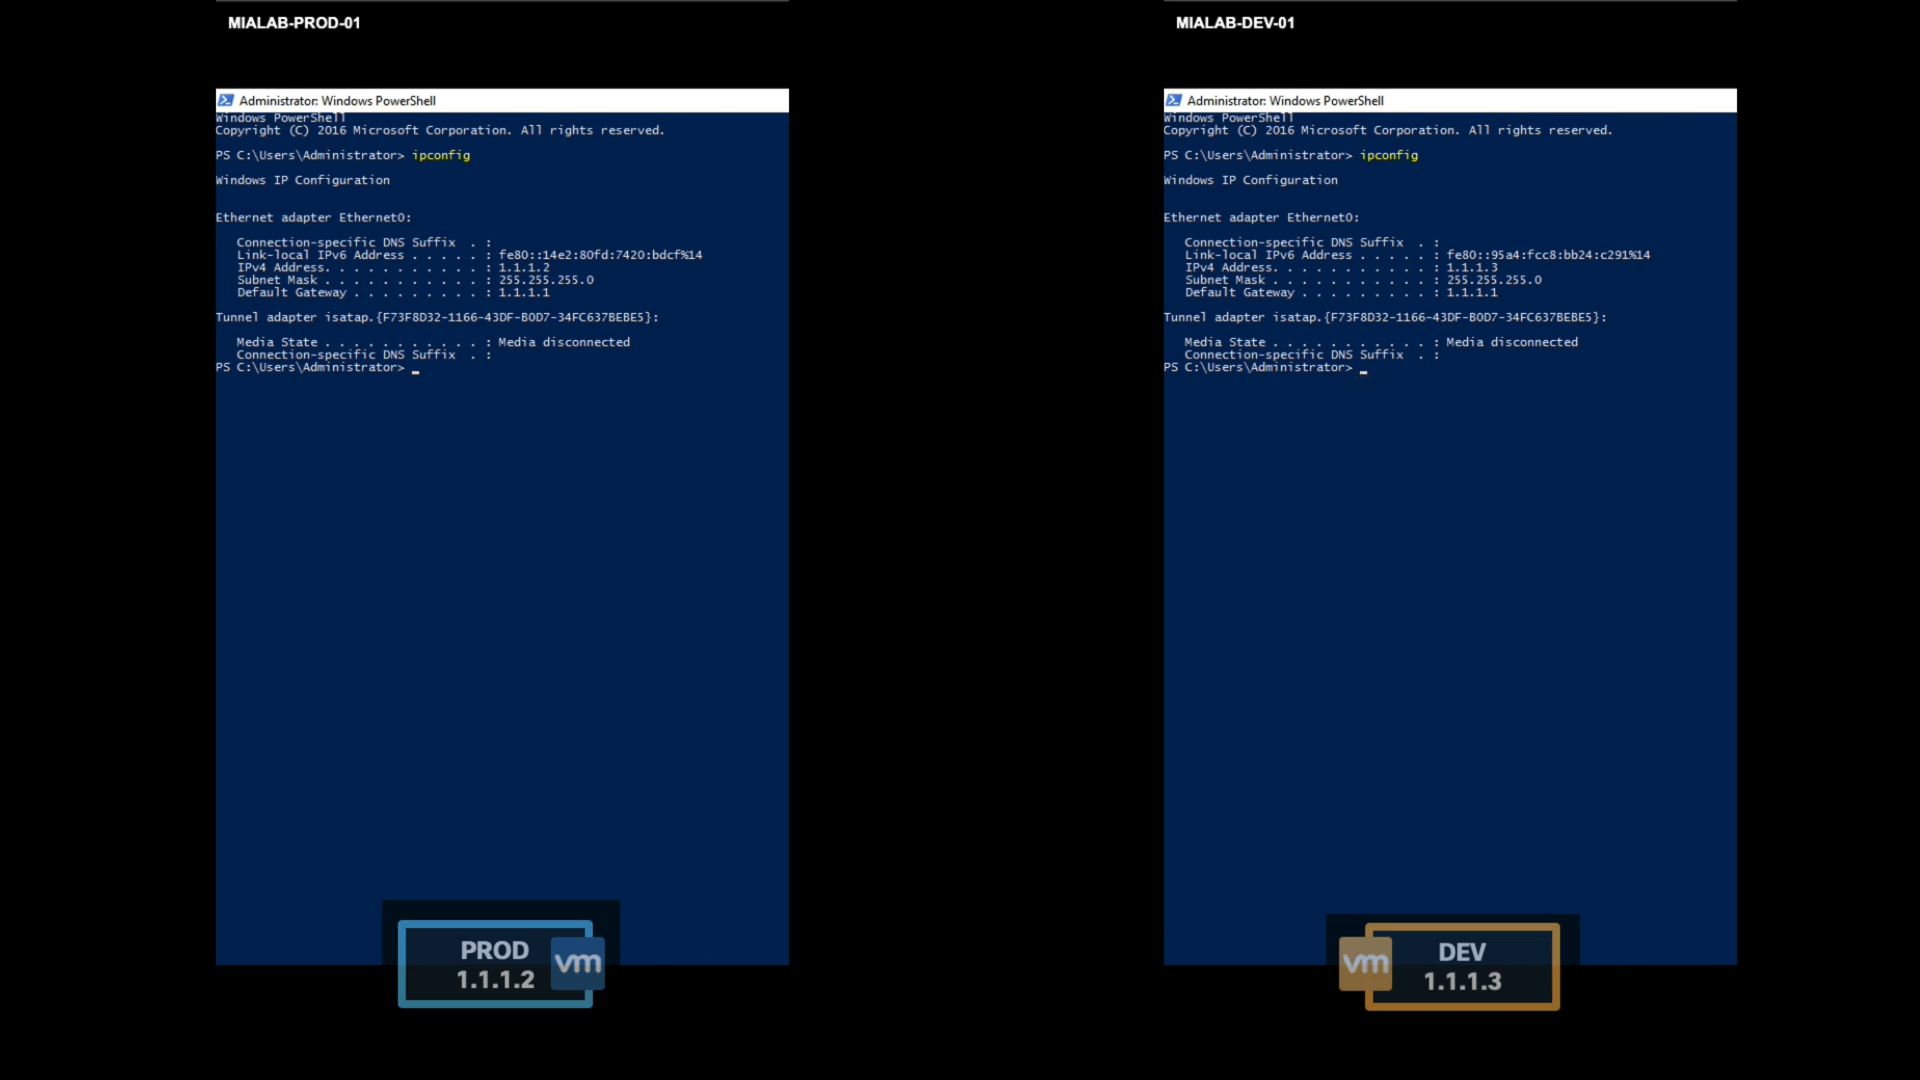 MIALAB-PROD-01
Administrator: Windows PowerShell
Windows PowerShell
Copyright (C) 2016 Microsoft Corporation. All rights reserved.
PS C:\Users\Administrator> ipconfig
Windows IP Configuration
Ethernet adapter Ethernet0:
Connection-specific DNS Suffix . :
Link-local IPv6 Address . . . . . : fe80::14e2:80fd:7420:bdcf%14
IPv4 Address. . . . . . . . . . . : 1.1.1.2
Subnet Mask . . . . . . . . . . . : 255.255.255.0
Default Gateway . . . . . . . . . : 1.1.1.1
Tunnel adapter isatap.{F73F8D32-1166-43DF-B0D7-34FC637BEBE5}:
Media State . . . . . . . . . . . : Media disconnected
Connection-specific DNS Suffix . :
PS C:\Users\Administrator> _
PROD
1.1.1.2
vm
MIALAB-DEV-01
Administrator: Windows PowerShell
Windows PowerShell
Copyright (C) 2016 Microsoft Corporation. All rights reserved.
PS C:\Users\Administrator> ipconfig
Windows IP Configuration
Ethernet adapter Ethernet0:
Connection-specific DNS Suffix . :
Link-local IPv6 Address . . . . . : fe80::95a4:fcc8:bb24:c291%14
IPv4 Address. . . . . . . . . . . : 1.1.1.3
Subnet Mask . . . . . . . . . . . : 255.255.255.0
Default Gateway . . . . . . . . . : 1.1.1.1
Tunnel adapter isatap.{F73F8D32-1166-43DF-B0D7-34FC637BEBE5}:
Media State . . . . . . . . . . . : Media disconnected
Connection-specific DNS Suffix . :
PS C:\Users\Administrator> _
vm
DEV
1.1.1.3